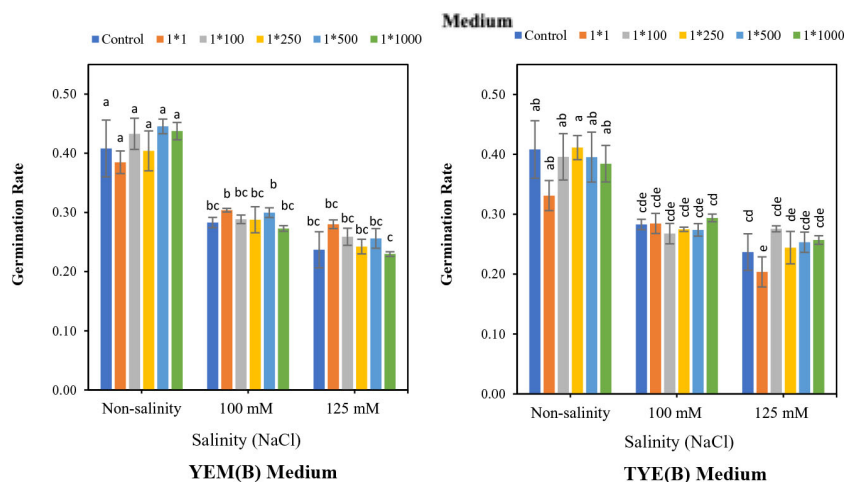 Medium
Control 1*1 1*100 1*250 1*500 1*1000
0.50
0.40
0.30
0.20
0.10
0.00
Germination Rate
a a a a a a
bc b bc bc b bc
bc bc bc bc bc c
Non-salinity 100 mM 125 mM
Salinity (NaCl)
YEM(B) Medium
Control 1*1 1*100 1*250 1*500 1*1000
0.50
0.40
0.30
0.20
0.10
0.00
Germination Rate
ab ab ab a ab ab
cde cde cde cde cde cd
cd e cde de cde cde
Non-salinity 100 mM 125 mM
Salinity (NaCl)
TYE(B) Medium